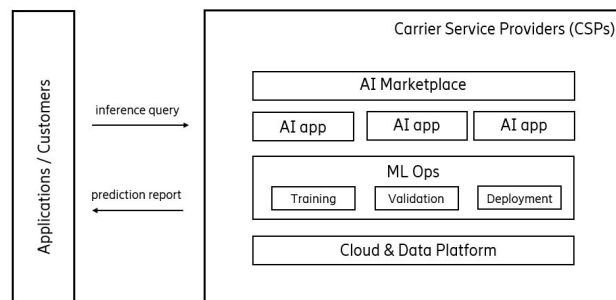 Carrier Service Providers (CSPs)
Applications / Customers
inference query
prediction report
AI Marketplace
AI app
AI app
AI app
ML Ops
Training
Validation
Deployment
Cloud & Data Platform